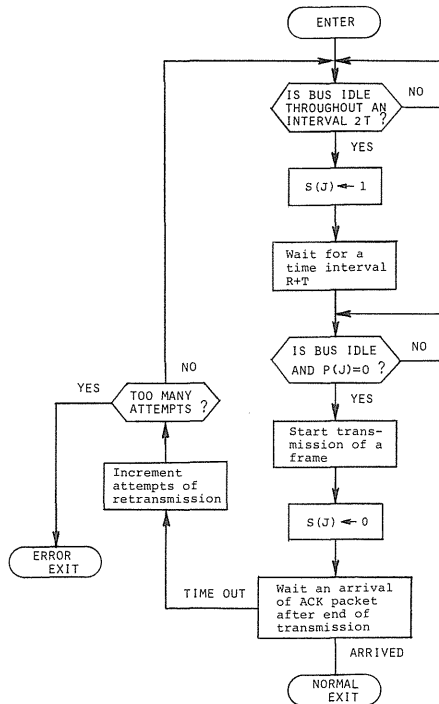 ENTER
IS BUS IDLE
THROUGHOUT AN
INTERVAL 2T ?
NO
YES
S(J) ← 1
Wait for a
time interval
R+T
IS BUS IDLE
AND P(J)=0 ?
NO
YES
Start trans-
mission of a
frame
S(J) ← 0
Wait an arrival
of ACK packet
after end of
transmission
ARRIVED
NORMAL
EXIT
TIME OUT
Increment
attempts of
retransmission
TOO MANY
ATTEMPTS ?
NO
YES
ERROR
EXIT